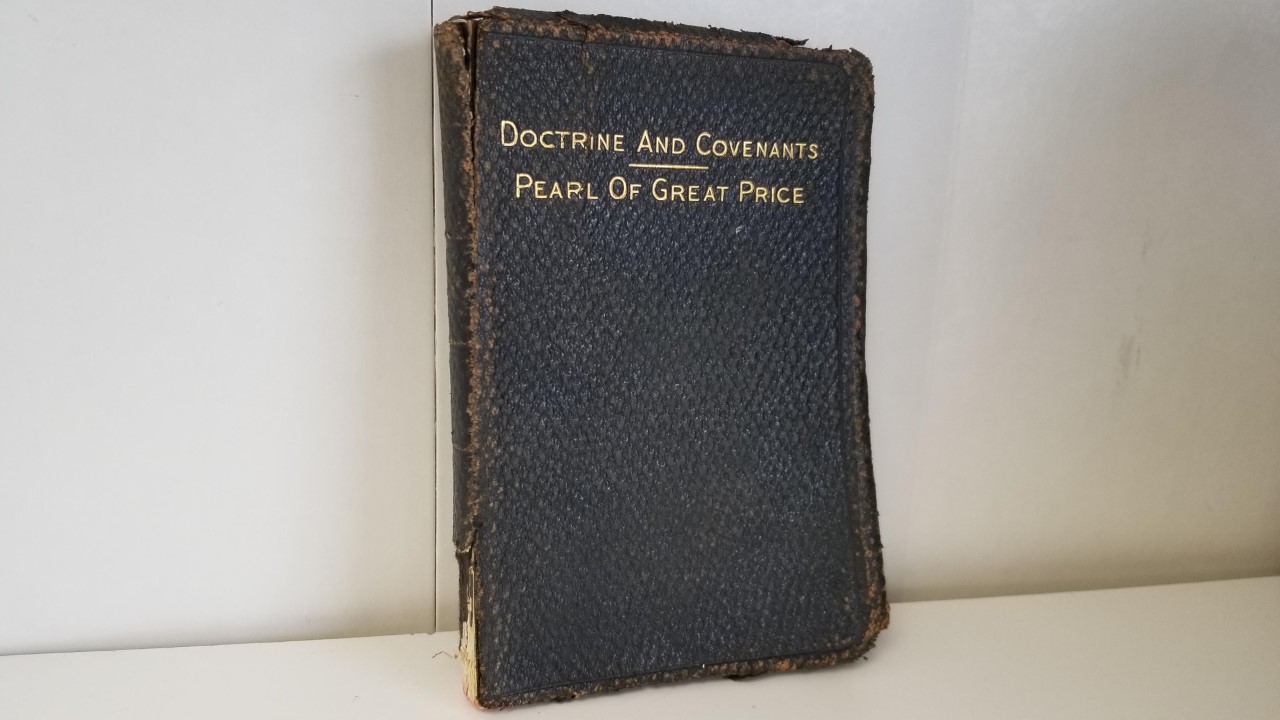 Doctrine And Covenants
Pearl Of Great Price